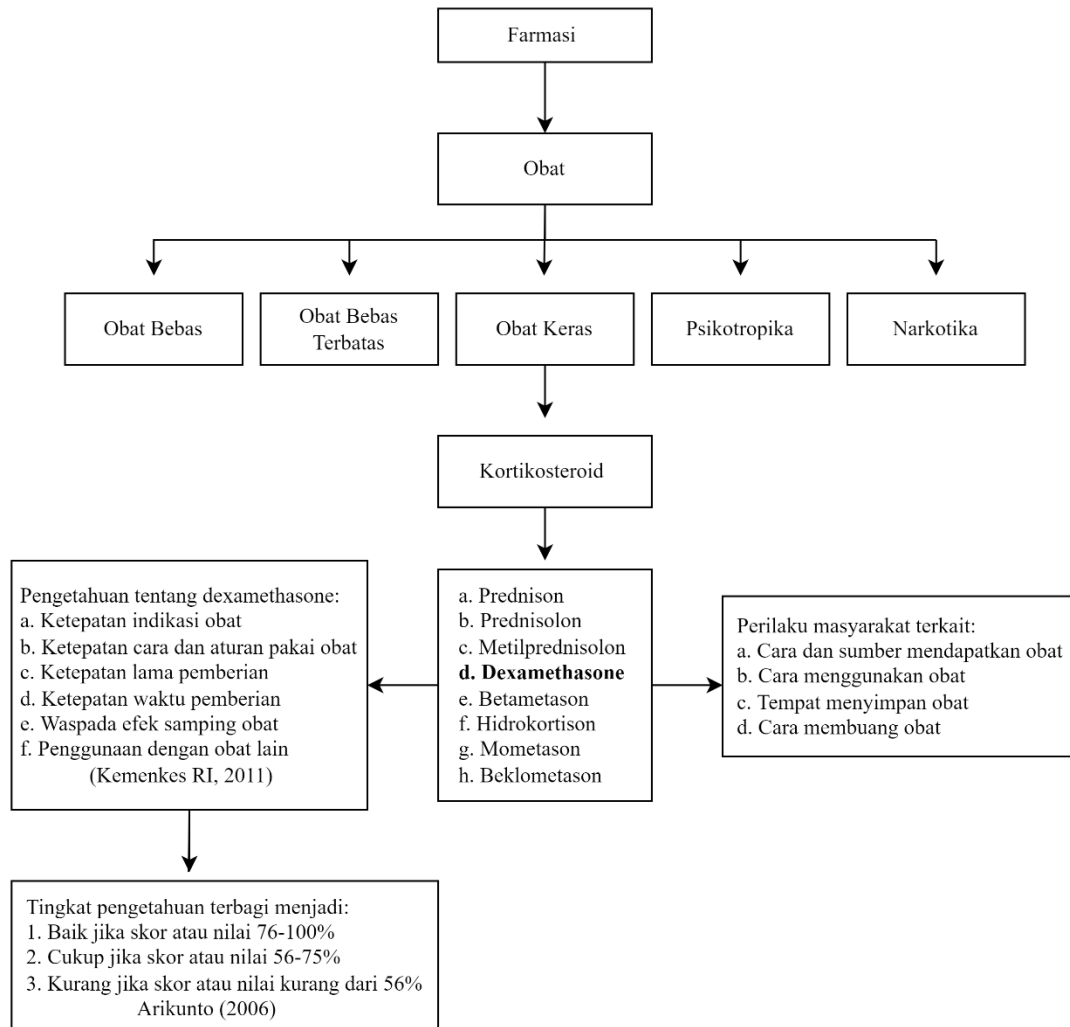 Farmasi
Obat
Obat Bebas
Obat Bebas
Terbatas
Obat Keras
Psikotropika
Narkotika
Kortikosteroid
Pengetahuan tentang dexamethasone:
a. Ketepatan indikasi obat
b. Ketepatan cara dan aturan pakai obat
c. Ketepatan lama pemberian
d. Ketepatan waktu pemberian
e. Waspada efek samping obat
f. Penggunaan dengan obat lain
(Kemenkes RI, 2011)
a. Prednison
b. Prednisolon
c. Metilprednisolon
d. Dexamethasone
e. Betametason
f. Hidrokortison
g. Mometason
h. Beklometason
Perilaku masyarakat terkait:
a. Cara dan sumber mendapatkan obat
b. Cara menggunakan obat
c. Tempat menyimpan obat
d. Cara membuang obat
Tingkat pengetahuan terbagi menjadi:
1. Baik jika skor atau nilai 76-100%
2. Cukup jika skor atau nilai 56-75%
3. Kurang jika skor atau nilai kurang dari 56%
Arikunto (2006)